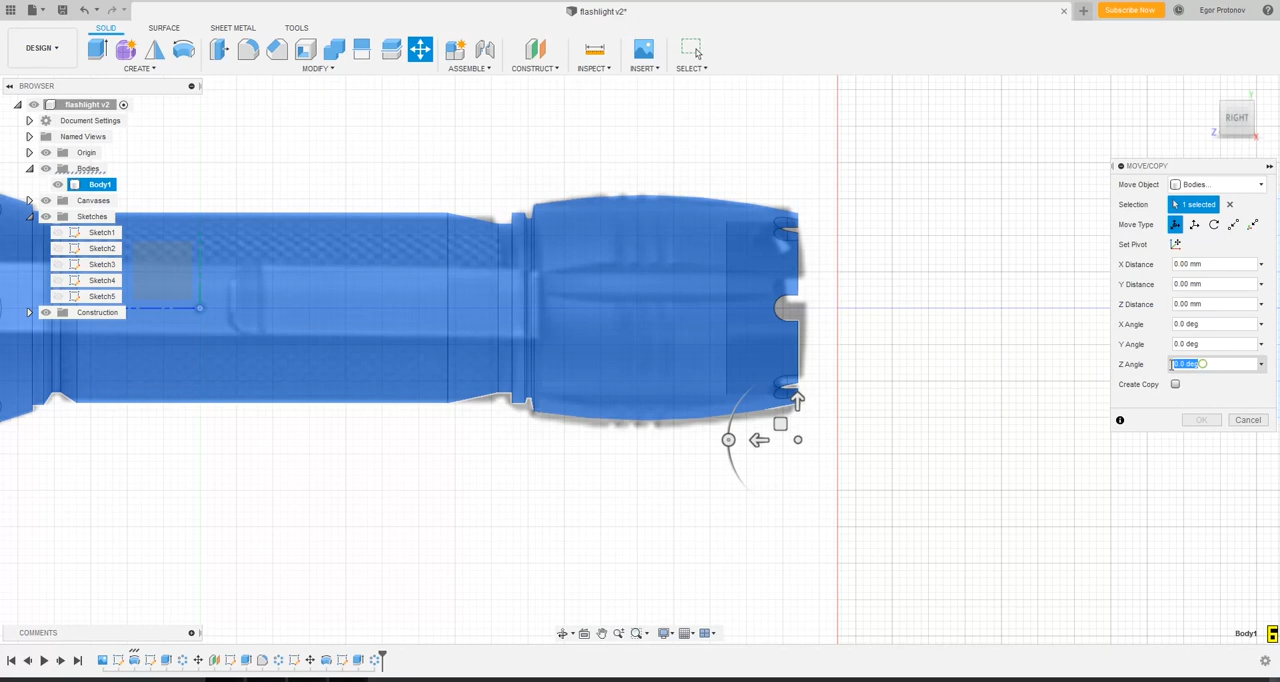 flashlight v2*
Subscribe Now
Egor Protonov
SOLID
SURFACE
SHEET METAL
TOOLS
DESIGN
CREATE
MODIFY
ASSEMBLE
CONSTRUCT
INSPECT
INSERT
SELECT
BROWSER
flashlight v2
Document Settings
Named Views
Origin
Bodies
Body1
Canvases
Sketches
Sketch1
Sketch2
Sketch3
Sketch4
Sketch5
Construction
Y
RIGHT
Z
X
MOVE/COPY
Move Object
Bodies...
Selection
1 selected
Move Type
Set Pivot
X Distance
0.00 mm
Y Distance
0.00 mm
Z Distance
0.00 mm
X Angle
0.0 deg
Y Angle
0.0 deg
Z Angle
0.0 deg
Create Copy
OK
Cancel
COMMENTS
Body1